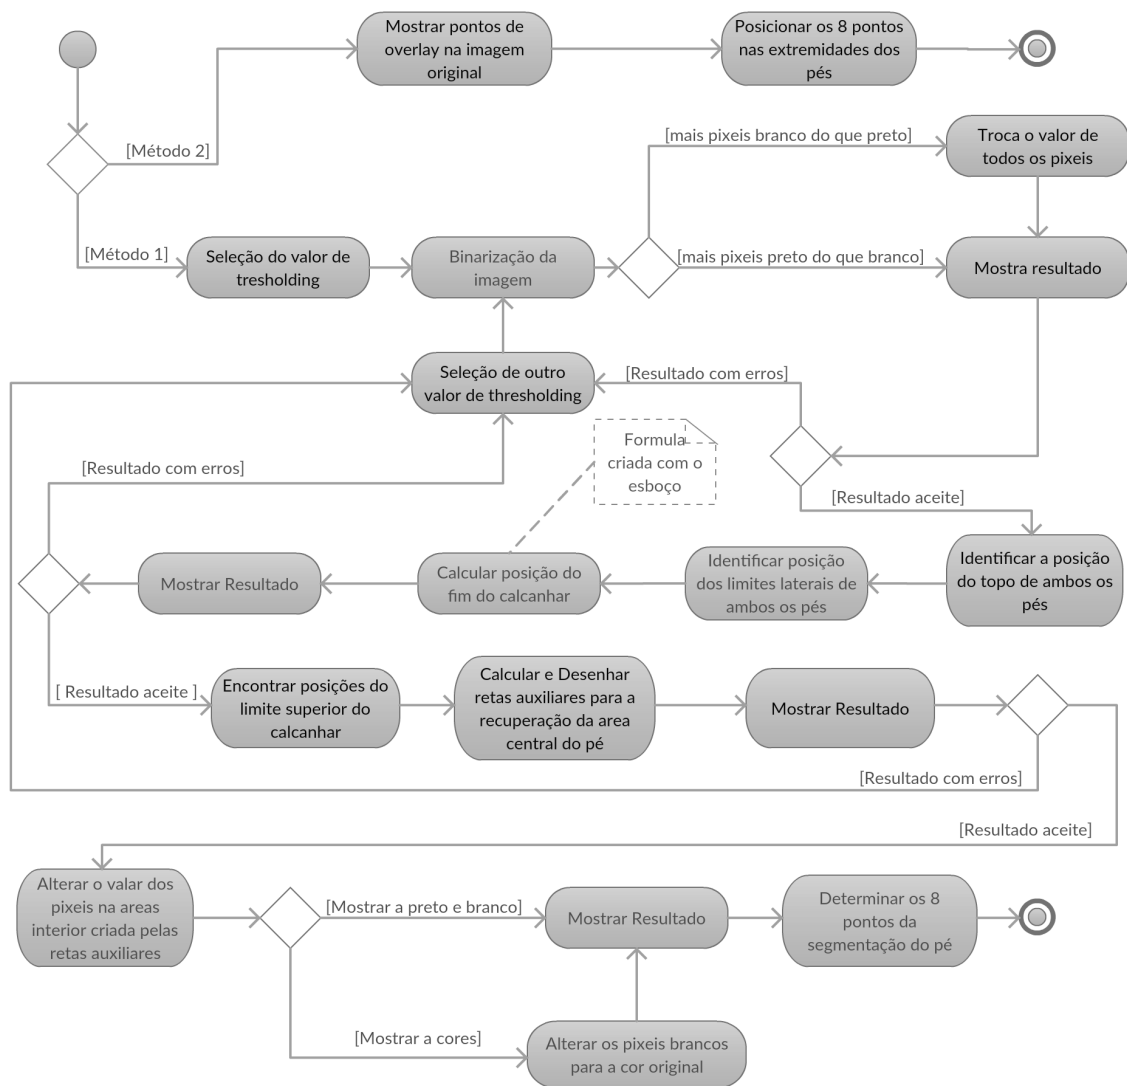 Mostrar pontos de
overlay na imagem
original
Posicionar os 8 pontos
nas extremidades dos
pés
[Método 2]
[mais pixeis branco do que preto]
Troca o valor de
todos os pixeis
[Método 1]
Seleção do valor de
tresholding
Binarização da
imagem
[mais pixeis preto do que branco]
Mostra resultado
Seleção de outro
valor de thresholding
[Resultado com erros]
Formula
criada com o
esboço
[Resultado com erros]
[Resultado aceite]
Mostrar Resultado
Calcular posição do
fim do calcanhar
Identificar posição
dos limites laterais de
ambos os pés
Identificar a posição
do topo de ambos os
pés
[ Resultado aceite ]
Encontrar posições do
limite superior do
calcanhar
Calcular e Desenhar
retas auxiliares para a
recuperação da area
central do pé
Mostrar Resultado
[Resultado com erros]
[Resultado aceite]
Alterar o valar dos
pixeis na areas
interior criada pelas
retas auxiliares
[Mostrar a preto e branco]
Mostrar Resultado
Determinar os 8
pontos da
segmentação do pé
[Mostrar a cores]
Alterar os pixeis brancos
para a cor original